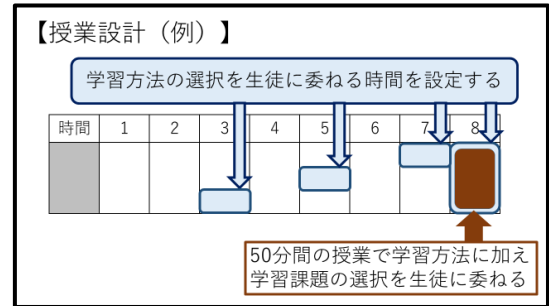 【授業設計（例）】
学習方法の選択を生徒に委ねる時間を設定する
時間 1 2 3 4 5 6 7 8
50分間の授業で学習方法に加え
学習課題の選択を生徒に委ねる